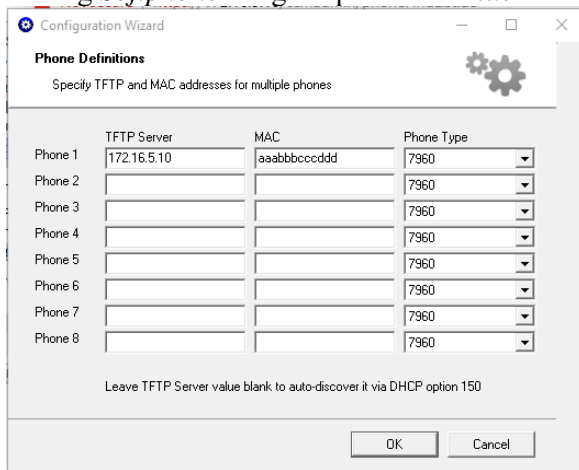 Configuration Wizard
Phone Definitions
Specify TFTP and MAC addresses for multiple phones
TFTP Server MAC Phone Type
Phone 1 172.16.5.10 aaabbbcccddd 7960
Phone 2 7960
Phone 3 7960
Phone 4 7960
Phone 5 7960
Phone 6 7960
Phone 7 7960
Phone 8 7960
Leave TFTP Server value blank to auto-discover it via DHCP option 150
OK Cancel